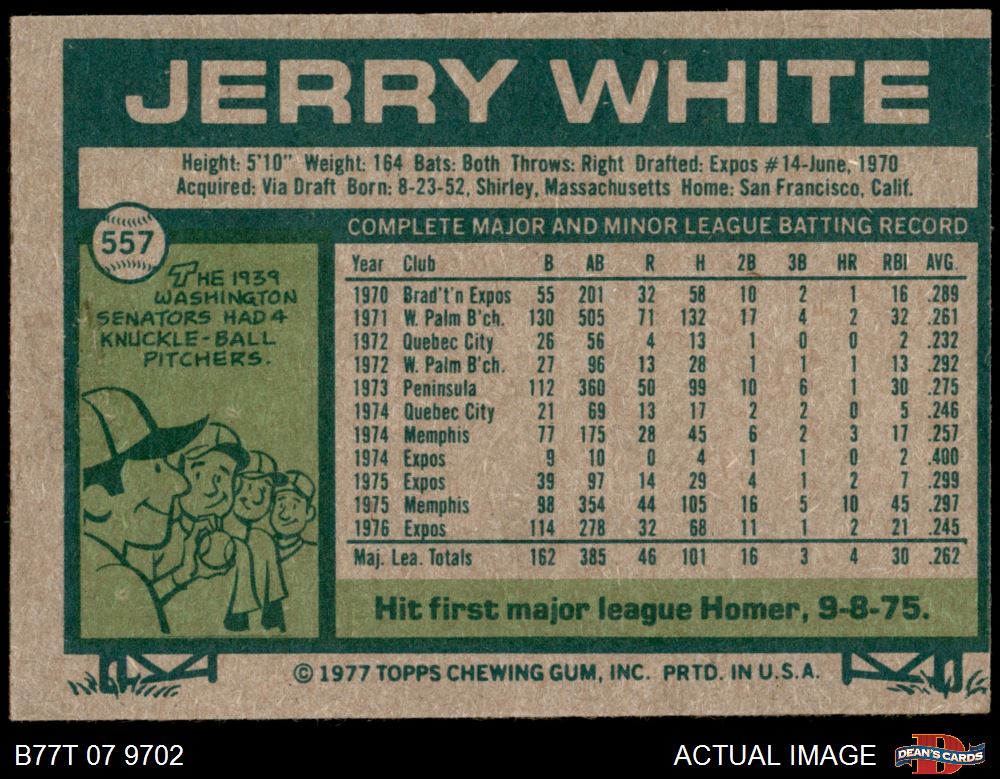 JERRY WHITE
Height: 5'10" Weight: 164 Bats: Both Throws: Right Drafted: Expos #14-June, 1970
Acquired: Via Draft Born: 8-23-52, Shirley, Massachusetts Home: San Francisco, Calif.
557
THE 1939
WASHINGTON
SENATORS HAD 4
KNUCKLE-BALL
PITCHERS.
COMPLETE MAJOR AND MINOR LEAGUE BATTING RECORD
Year Club B AB R H 2B 3B HR RBI AVG.
1970 Brad't'n Expos 55 201 32 58 10 2 1 16 .289
1971 W. Palm B'ch. 130 505 71 132 17 4 2 32 .261
1972 Quebec City 26 56 4 13 1 0 0 2 .232
1972 W. Palm B'ch. 27 96 13 28 1 1 1 13 .292
1973 Peninsula 112 360 50 99 10 6 1 30 .275
1974 Quebec City 21 69 13 17 2 2 0 5 .246
1974 Memphis 77 175 28 45 6 2 3 17 .257
1974 Expos 9 10 0 4 1 1 0 2 .400
1975 Expos 39 97 14 29 4 1 2 7 .299
1975 Memphis 98 354 44 105 16 5 10 45 .297
1976 Expos 114 278 32 68 11 1 2 21 .245
Maj. Lea. Totals 162 385 46 101 16 3 4 30 .262
Hit first major league Homer, 9-8-75.
© 1977 TOPPS CHEWING GUM, INC. PRTD. IN U.S.A.
B77T 07 9702
ACTUAL IMAGE
D
DEAN'S CARDS